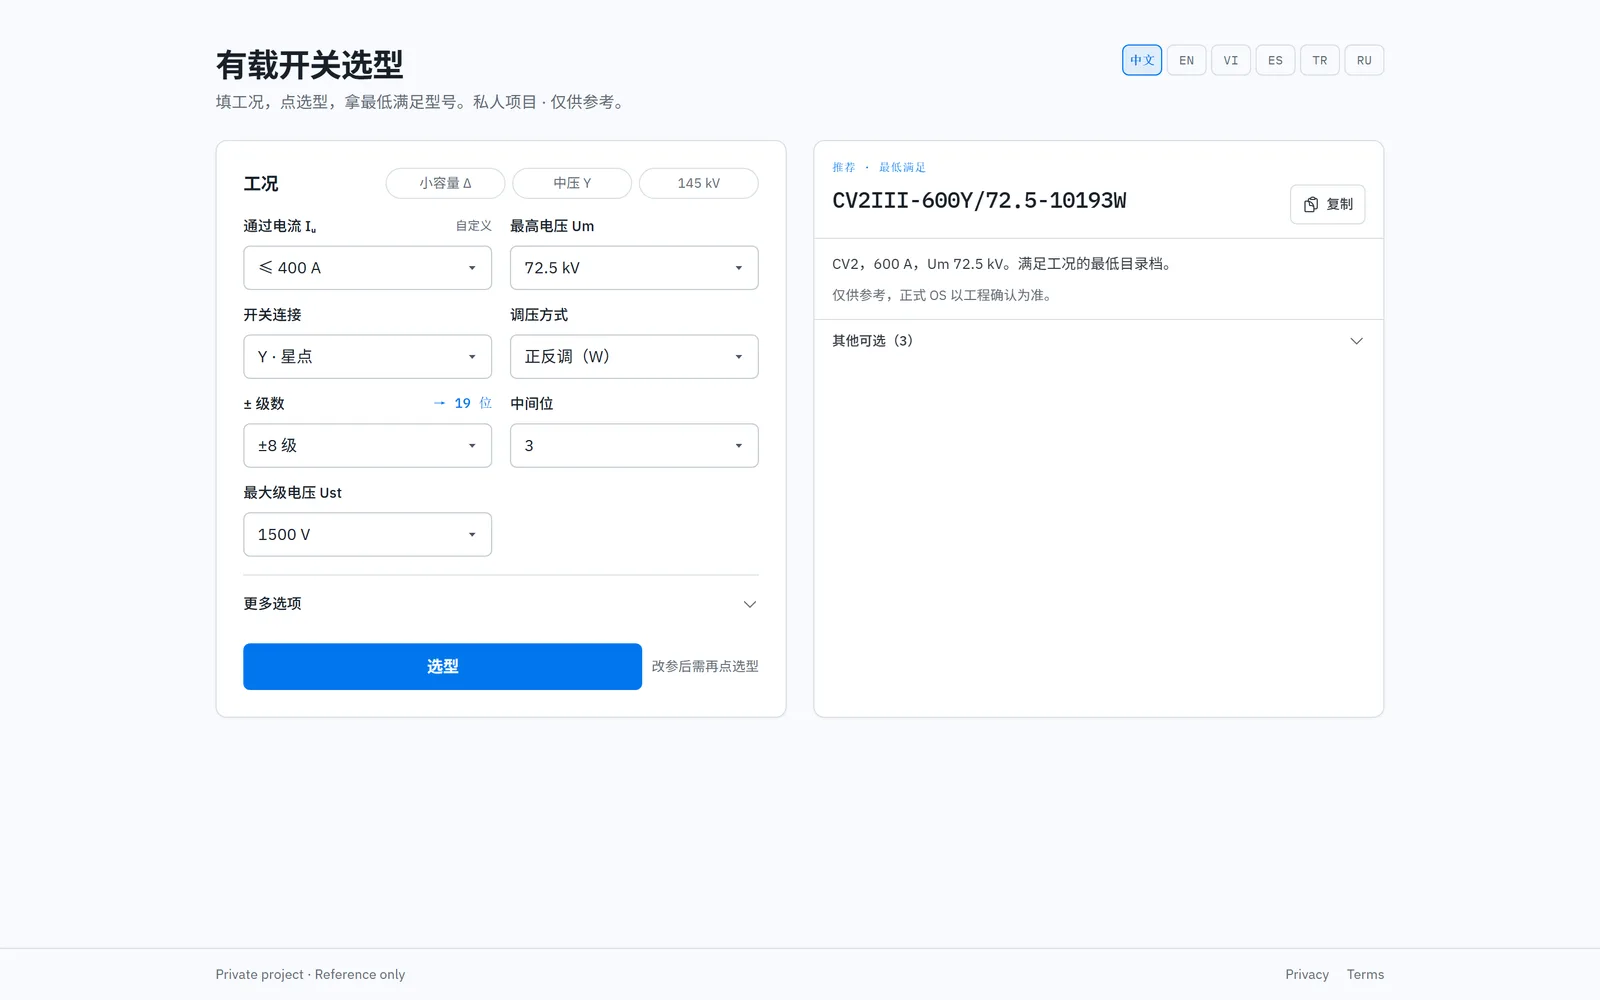 有载开关选型
填工况，点选型，拿最低满足型号。私人项目 · 仅供参考。
中文 EN VI ES TR RU
工况 小容量 Δ 中压 Y 145 kV
通过电流 Iᵤ 自定义 最高电压 Um
≤ 400 A 72.5 kV
开关连接 调压方式
Y · 星点 正反调（W）
± 级数 → 19 位 中间位
±8 级 3
最大级电压 Ust
1500 V
更多选项
选型 改参后需再点选型
推荐 · 最低满足
CV2III-600Y/72.5-10193W
复制
CV2，600 A，Um 72.5 kV。满足工况的最低目录档。
仅供参考，正式 OS 以工程确认为准。
其他可选（3）
Private project · Reference only Privacy Terms